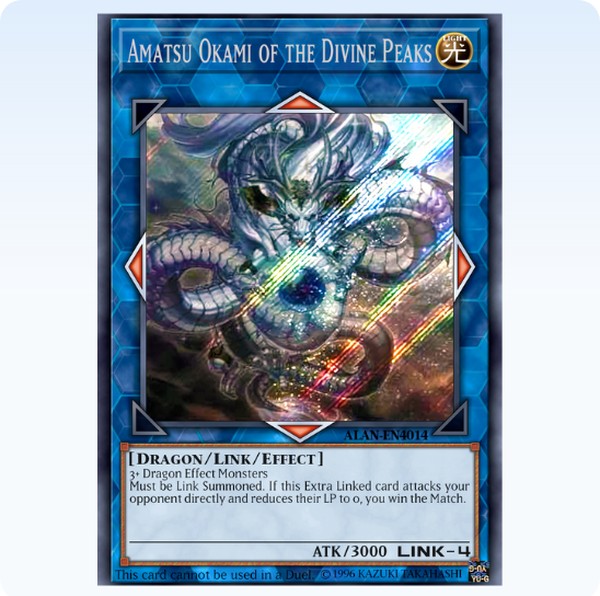 AMATSU OKAMI OF THE DIVINE PEAKS
LIGHT
光
ALAN-EN4014
[DRAGON/LINK/EFFECT]
3+ Dragon Effect Monsters
Must be Link Summoned. If this Extra Linked card attacks your
opponent directly and reduces their LP to 0, you win the Match.
ATK/3000 LINK-4
This card cannot be used in a Duel. ©1996 KAZUKI TAKAHASHI